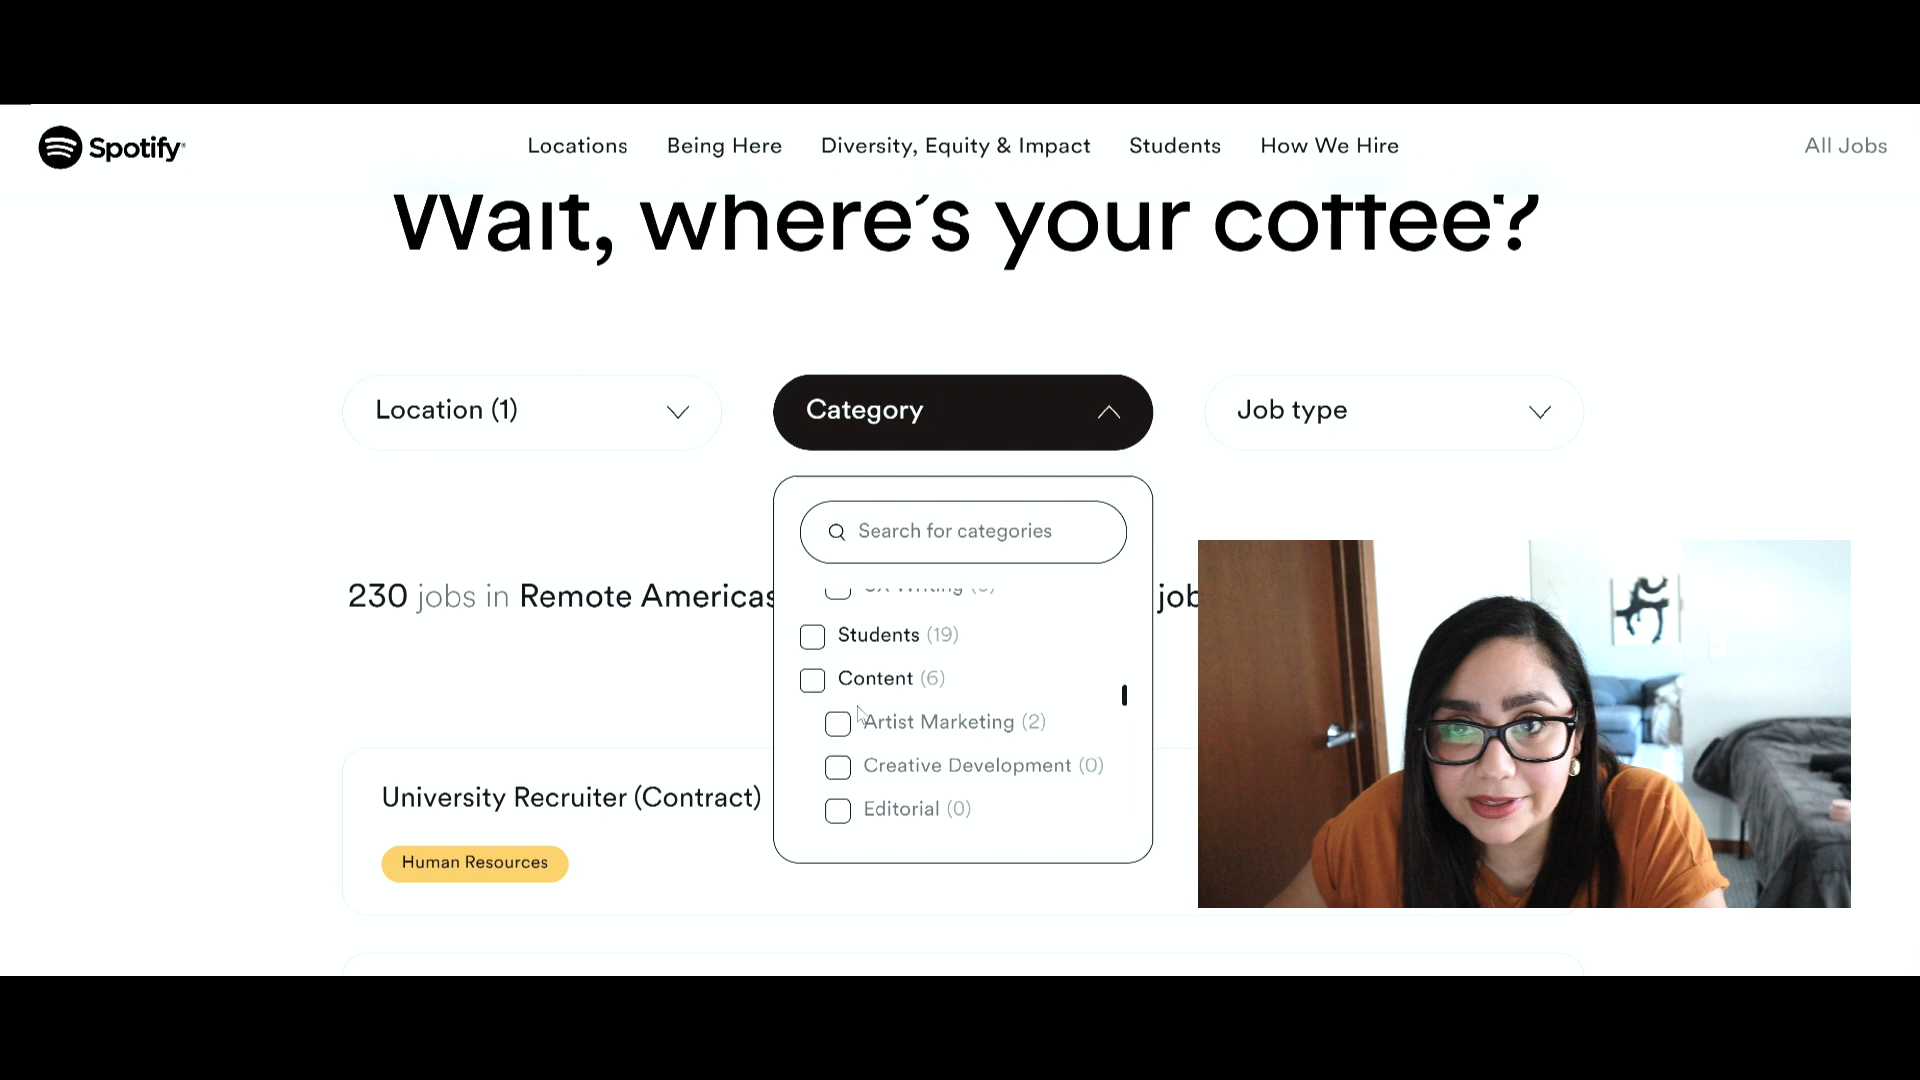 Spotify
Locations
Being Here
Diversity, Equity & Impact
Students
How We Hire
All Jobs
Wait, where's your coffee?
Location (1)
Category
Job type
Search for categories
230 jobs in Remote Americas
job
UX Writing
Students (19)
Content (6)
Artist Marketing (2)
Creative Development (0)
Editorial (0)
University Recruiter (Contract)
Human Resources